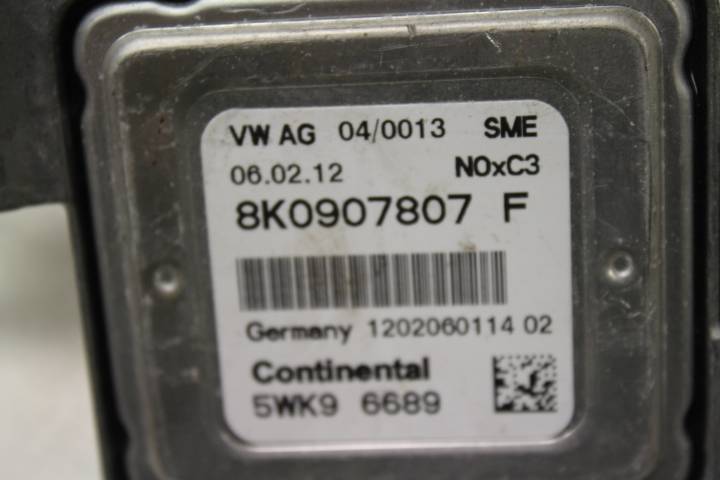 VW AG 04/0013 SME
06.02.12 NOxC3
8K0907807 F
Germany 1202060114 02
Continental
5WK9 6689